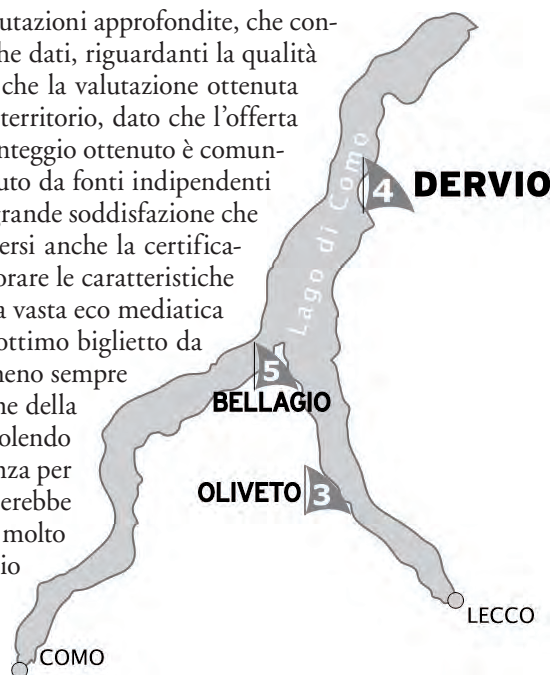 utazioni approfondite, che con-
he dati, riguardanti la qualità
che la valutazione ottenuta
territorio, dato che l'offerta
nteggio ottenuto è comun-
uto da fonti indipendenti
grande soddisfazione che
ersi anche la certifica-
orare le caratteristiche
a vasta eco mediatica
ottimo biglietto da
meno sempre
ne della
olendo
nza per
erebbe
molto
io
Lago di Como
4 DERVIO
5
BELLAGIO
OLIVETO 3
LECCO
COMO